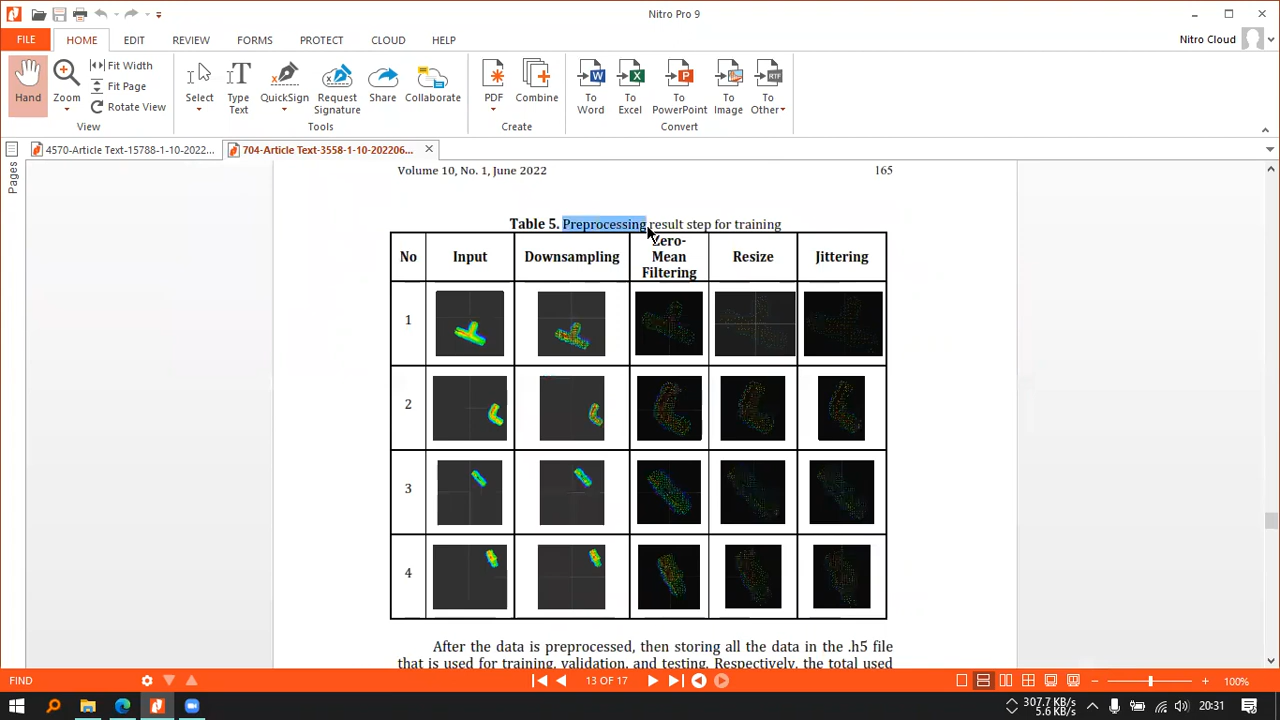 Nitro Pro 9
FILE HOME EDIT REVIEW FORMS PROTECT CLOUD HELP Nitro Cloud
Hand Zoom Fit Width Fit Page Rotate View
View
Select Type Text QuickSign Request Signature Share Collaborate
Tools
PDF Combine
Create
To Word To Excel To PowerPoint To Image To Other
Convert
4570-Article Text-15788-1-10-2022... 704-Article Text-3558-1-10-202206...
Pages
Volume 10, No. 1, June 2022 165
Table 5. Preprocessing result step for training
No Input Downsampling Zero-Mean Filtering Resize Jittering
1
2
3
4
After the data is preprocessed, then storing all the data in the .h5 file
that is used for training, validation, and testing. Respectively, the total used
FIND 13 OF 17 100%
307.7 KB/s
5.6 KB/s
20:31